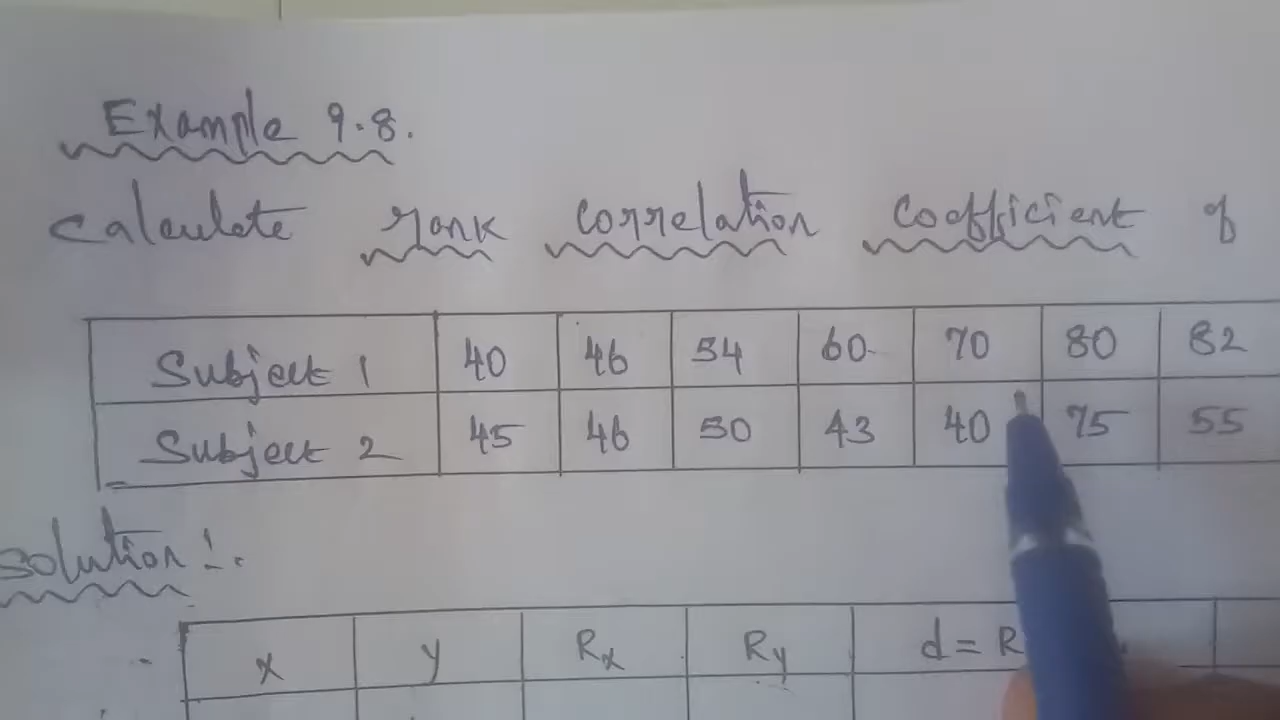 Example 9.8.
Calculate rank correlation coefficient of
Subject 1 40 46 54 60 70 80 82
Subject 2 45 46 50 43 40 75 55
Solution :.
x y Rx Ry d = R